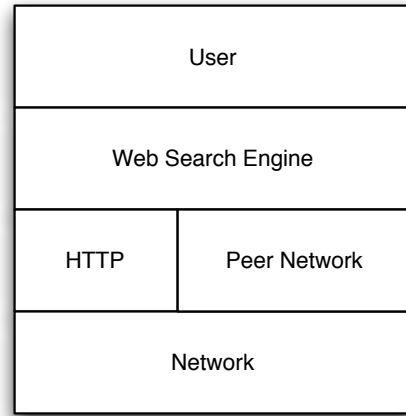 User
Web Search Engine
HTTP
Peer Network
Network